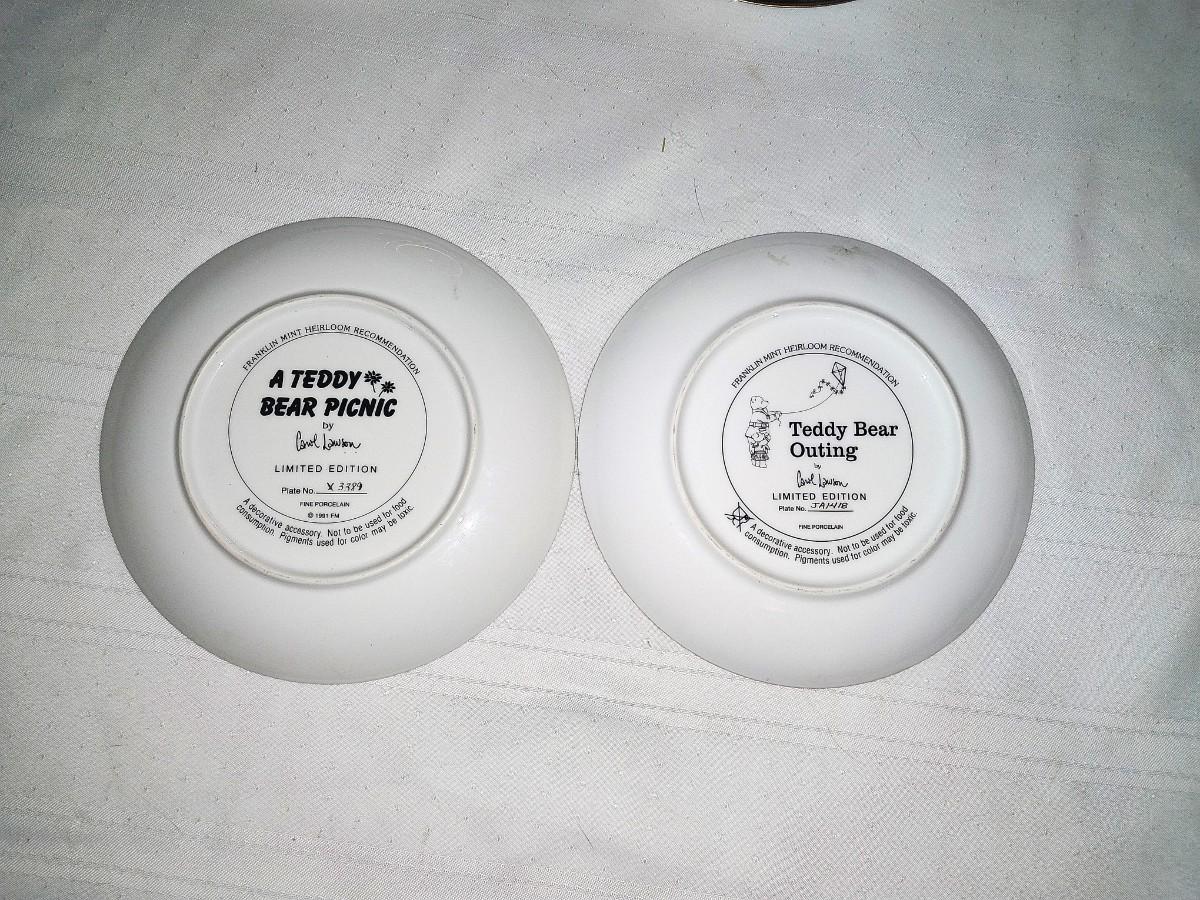 FRANKLIN MINT HEIRLOOM RECOMMENDATION
A TEDDY
BEAR PICNIC
by
Carol Lawson
LIMITED EDITION
Plate No. X 3389
FINE PORCELAIN
© 1991 FM
A decorative accessory. Not to be used for food
consumption. Pigments used for color may be toxic.
FRANKLIN MINT HEIRLOOM RECOMMENDATION
Teddy Bear
Outing
by
Carol Lawson
LIMITED EDITION
Plate No. JA1418
FINE PORCELAIN
A decorative accessory. Not to be used for food
consumption. Pigments used for color may be toxic.